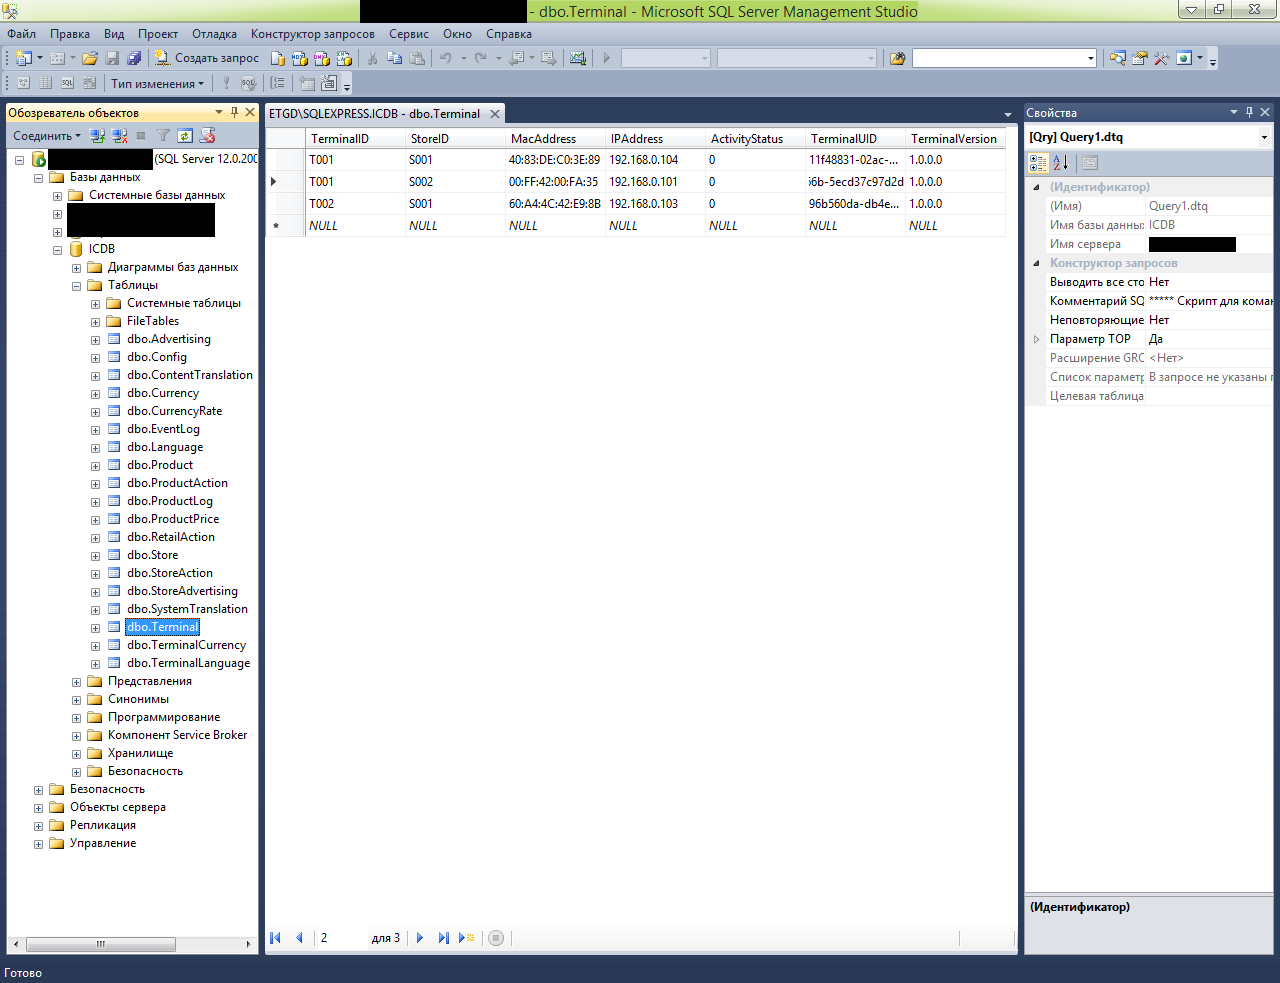 - dbo.Terminal - Microsoft SQL Server Management Studio
Файл Правка Вид Проект Отладка Конструктор запросов Сервис Окно Справка
Создать запрос
Тип изменения
Обозреватель объектов
Соединить
(SQL Server 12.0.200
Базы данных
Системные базы данных
ICDB
Диаграммы баз данных
Таблицы
Системные таблицы
FileTables
dbo.Advertising
dbo.Config
dbo.ContentTranslation
dbo.Currency
dbo.CurrencyRate
dbo.EventLog
dbo.Language
dbo.Product
dbo.ProductAction
dbo.ProductLog
dbo.ProductPrice
dbo.RetailAction
dbo.Store
dbo.StoreAction
dbo.StoreAdvertising
dbo.SystemTranslation
dbo.Terminal
dbo.TerminalCurrency
dbo.TerminalLanguage
Представления
Синонимы
Программирование
Компонент Service Broker
Хранилище
Безопасность
Безопасность
Объекты сервера
Репликация
Управление
ETGD\SQLEXPRESS.ICDB - dbo.Terminal
TerminalID StoreID MacAddress IPAddress ActivityStatus TerminalUID TerminalVersion
T001 S001 40:83:DE:C0:3E:89 192.168.0.104 0 11f48831-02ac-... 1.0.0.0
T001 S002 00:FF:42:00:FA:35 192.168.0.101 0 6b-5ecd37c97d2d 1.0.0.0
T002 S001 60:A4:4C:42:E9:8B 192.168.0.103 0 96b560da-db4e... 1.0.0.0
NULL NULL NULL NULL NULL NULL NULL
2 для 3
Свойства
[Qry] Query1.dtq
(Идентификатор)
(Имя) Query1.dtq
Имя базы данны ICDB
Имя сервера
Конструктор запросов
Выводить все сто Нет
Комментарий SQ ***** Скрипт для кома
Неповторяющие Нет
Параметр TOP Да
Расширение GRC <Нет>
Список параметр В запросе не указаны п
Целевая таблица
(Идентификатор)
Готово